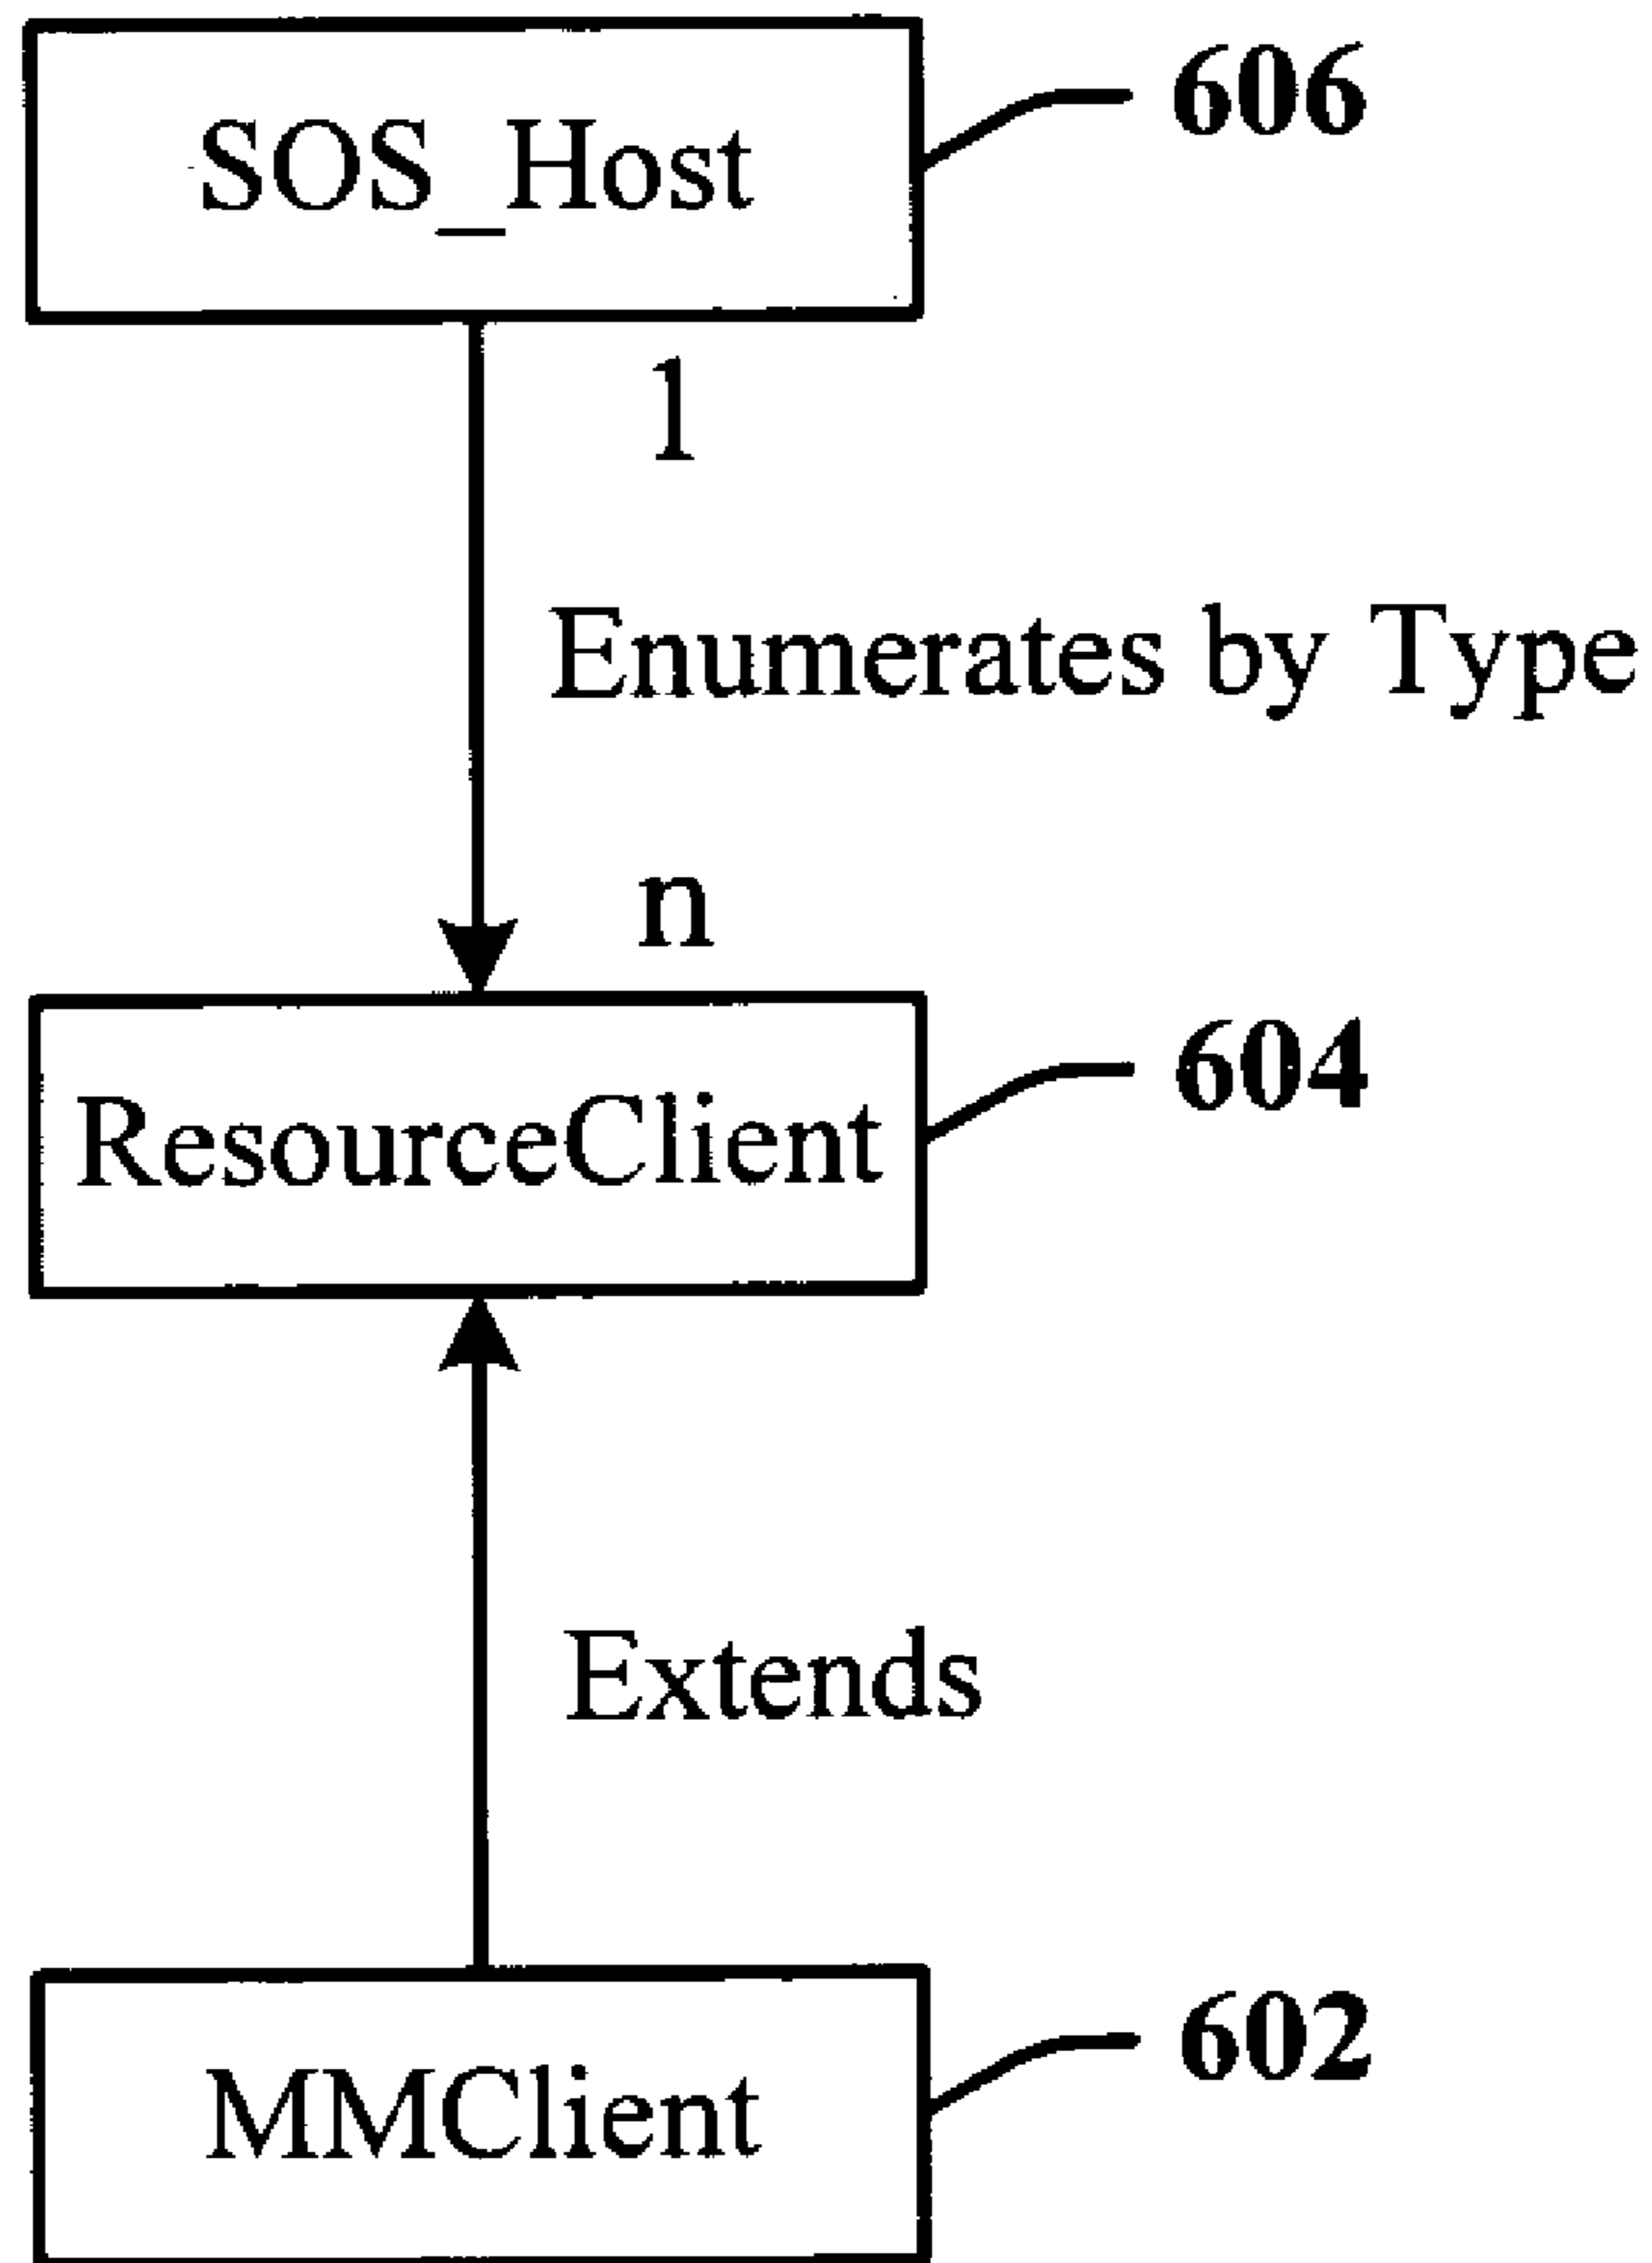 SOS_Host
606
1
Enumerates by Type
n
ResourceClient
604
Extends
MMClient
602